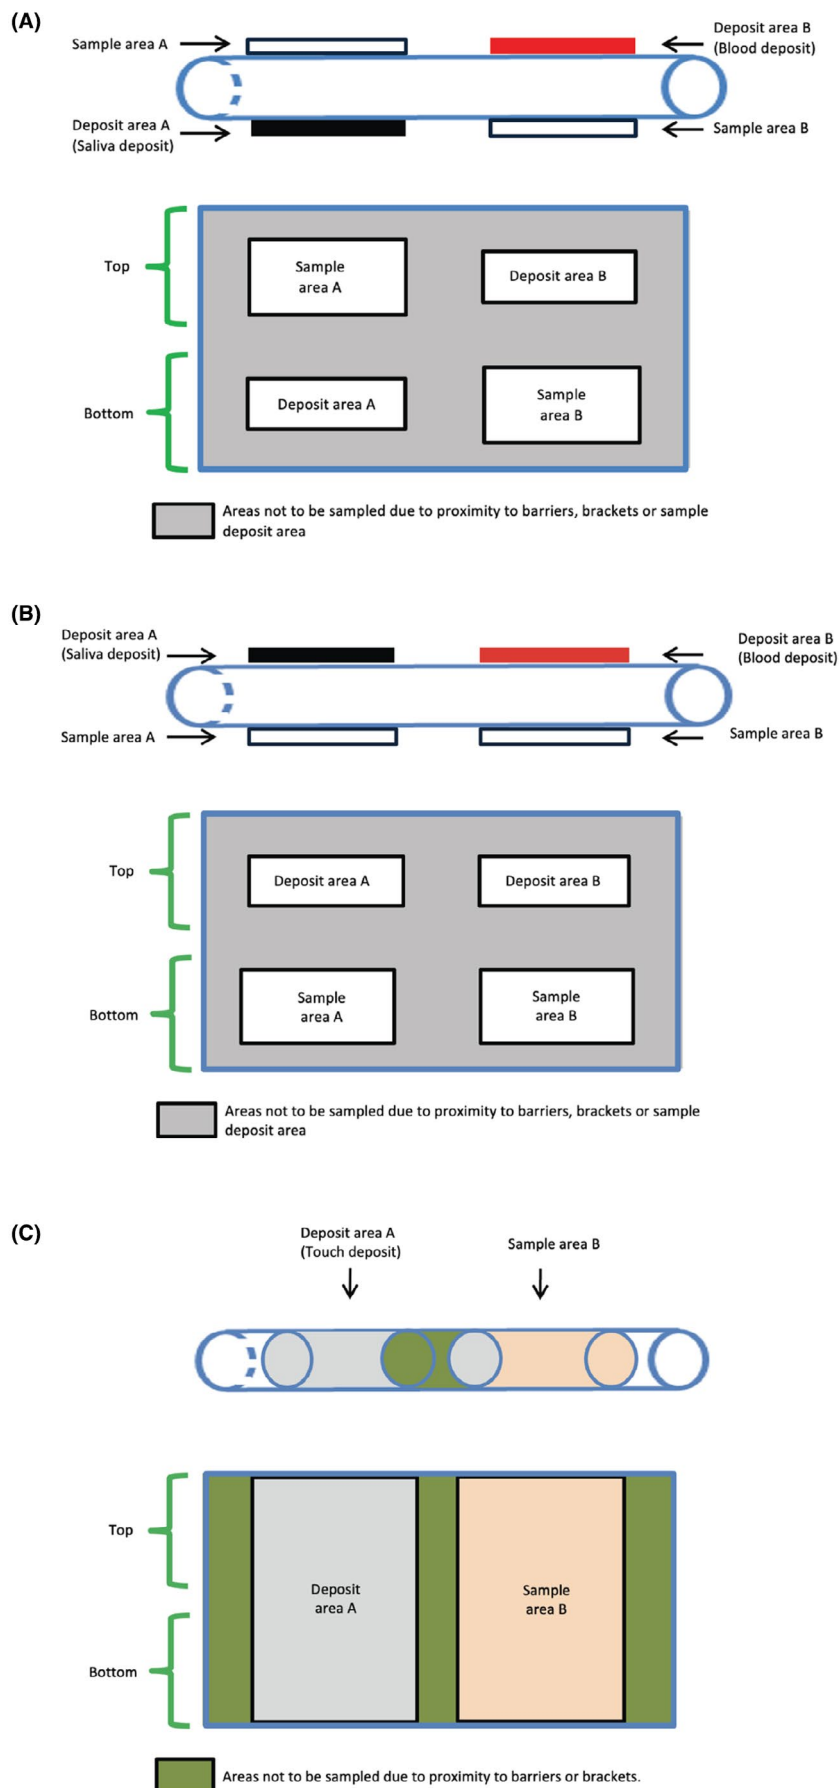 (A)
Sample area A
Deposit area B
(Blood deposit)
Deposit area A
(Saliva deposit)
Sample area B
Top
Sample
area A
Deposit area B
Bottom
Deposit area A
Sample
area B
Areas not to be sampled due to proximity to barriers, brackets or sample
deposit area
(B)
Deposit area A
(Saliva deposit)
Deposit area B
(Blood deposit)
Sample area A
Sample area B
Top
Deposit area A
Deposit area B
Bottom
Sample
area A
Sample
area B
Areas not to be sampled due to proximity to barriers, brackets or sample
deposit area
(C)
Deposit area A
(Touch deposit)
Sample area B
Top
Deposit
area A
Sample
area B
Bottom
Areas not to be sampled due to proximity to barriers or brackets.